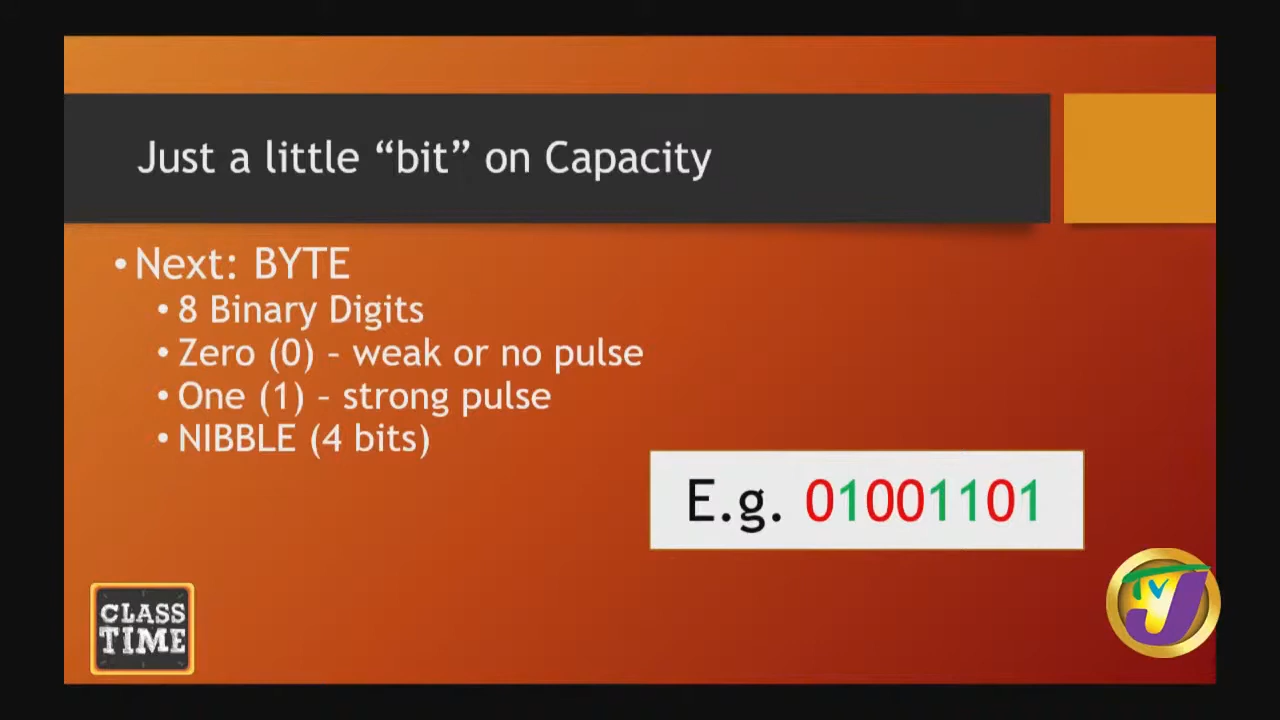 Just a little “bit” on Capacity
• Next: BYTE
• 8 Binary Digits
• Zero (0) – weak or no pulse
• One (1) – strong pulse
• NIBBLE (4 bits)
E.g. 01001101
CLASS
TIME
TVJ